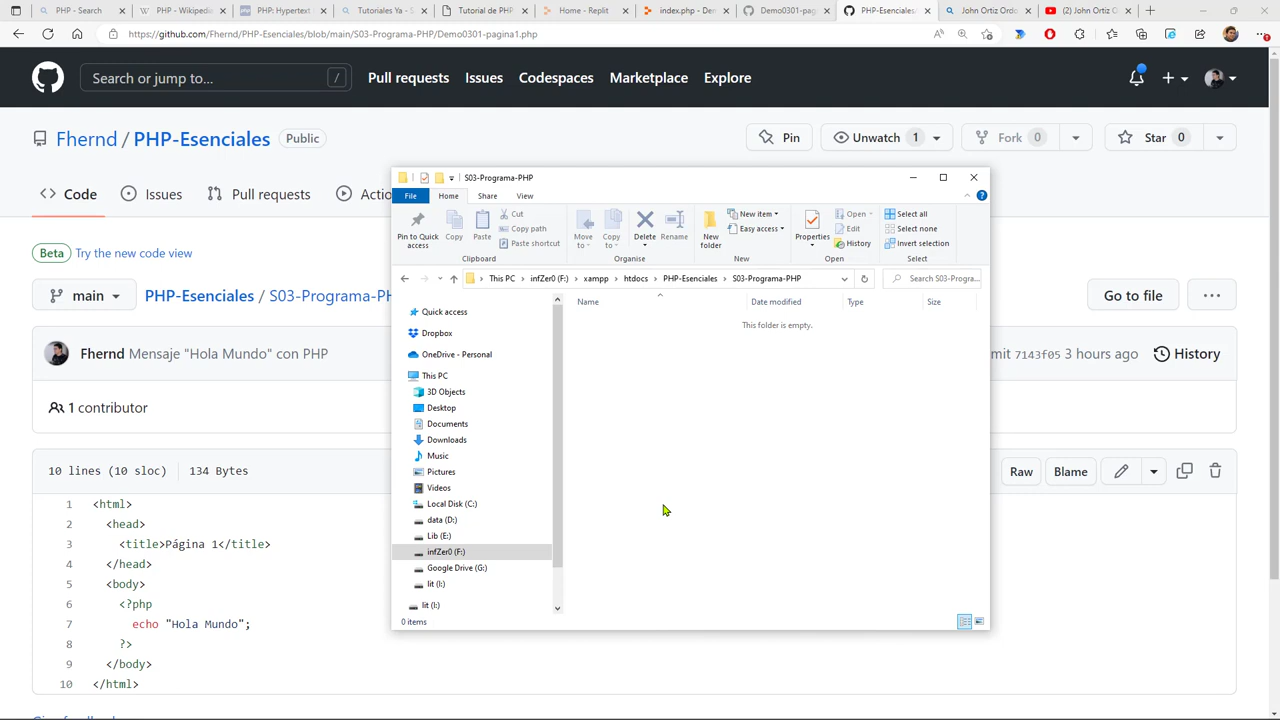 PHP - Search
PHP - Wikipedi
PHP: Hypertext
Tutoriales Ya - S
Tutorial de PHP
Home - Replit
index.php - Dem
Demo0301-pagi
PHP-Esenciales/
John Ortiz Ordo
(2) John Ortiz O
https://github.com/Fhernd/PHP-Esenciales/blob/main/S03-Programa-PHP/Demo0301-pagina1.php
Search or jump to...
/
Pull requests
Issues
Codespaces
Marketplace
Explore
Fhernd / PHP-Esenciales
Public
Pin
Unwatch 1
Fork 0
Star 0
Code
Issues
Pull requests
Actio
Beta
Try the new code view
main
PHP-Esenciales / S03-Programa-PH
Go to file
...
Fhernd Mensaje "Hola Mundo" con PHP
mit 7143f05 3 hours ago
History
1 contributor
10 lines (10 sloc)
134 Bytes
Raw
Blame
1 <html>
2 <head>
3 <title>Página 1</title>
4 </head>
5 <body>
6 <?php
7 echo "Hola Mundo";
8 ?>
9 </body>
10 </html>
S03-Programa-PHP
File
Home
Share
View
Pin to Quick access
Copy
Paste
Cut
Copy path
Paste shortcut
Clipboard
Move to
Copy to
Delete
Rename
Organise
New folder
New item
Easy access
New
Properties
Open
Edit
History
Open
Select all
Select none
Invert selection
Select
This PC
infZer0 (F:)
xampp
htdocs
PHP-Esenciales
S03-Programa-PHP
Search S03-Progra...
Name
Date modified
Type
Size
This folder is empty.
Quick access
Dropbox
OneDrive - Personal
This PC
3D Objects
Desktop
Documents
Downloads
Music
Pictures
Videos
Local Disk (C:)
data (D:)
Lib (E:)
infZer0 (F:)
Google Drive (G:)
lit (I:)
lit (I:)
0 items